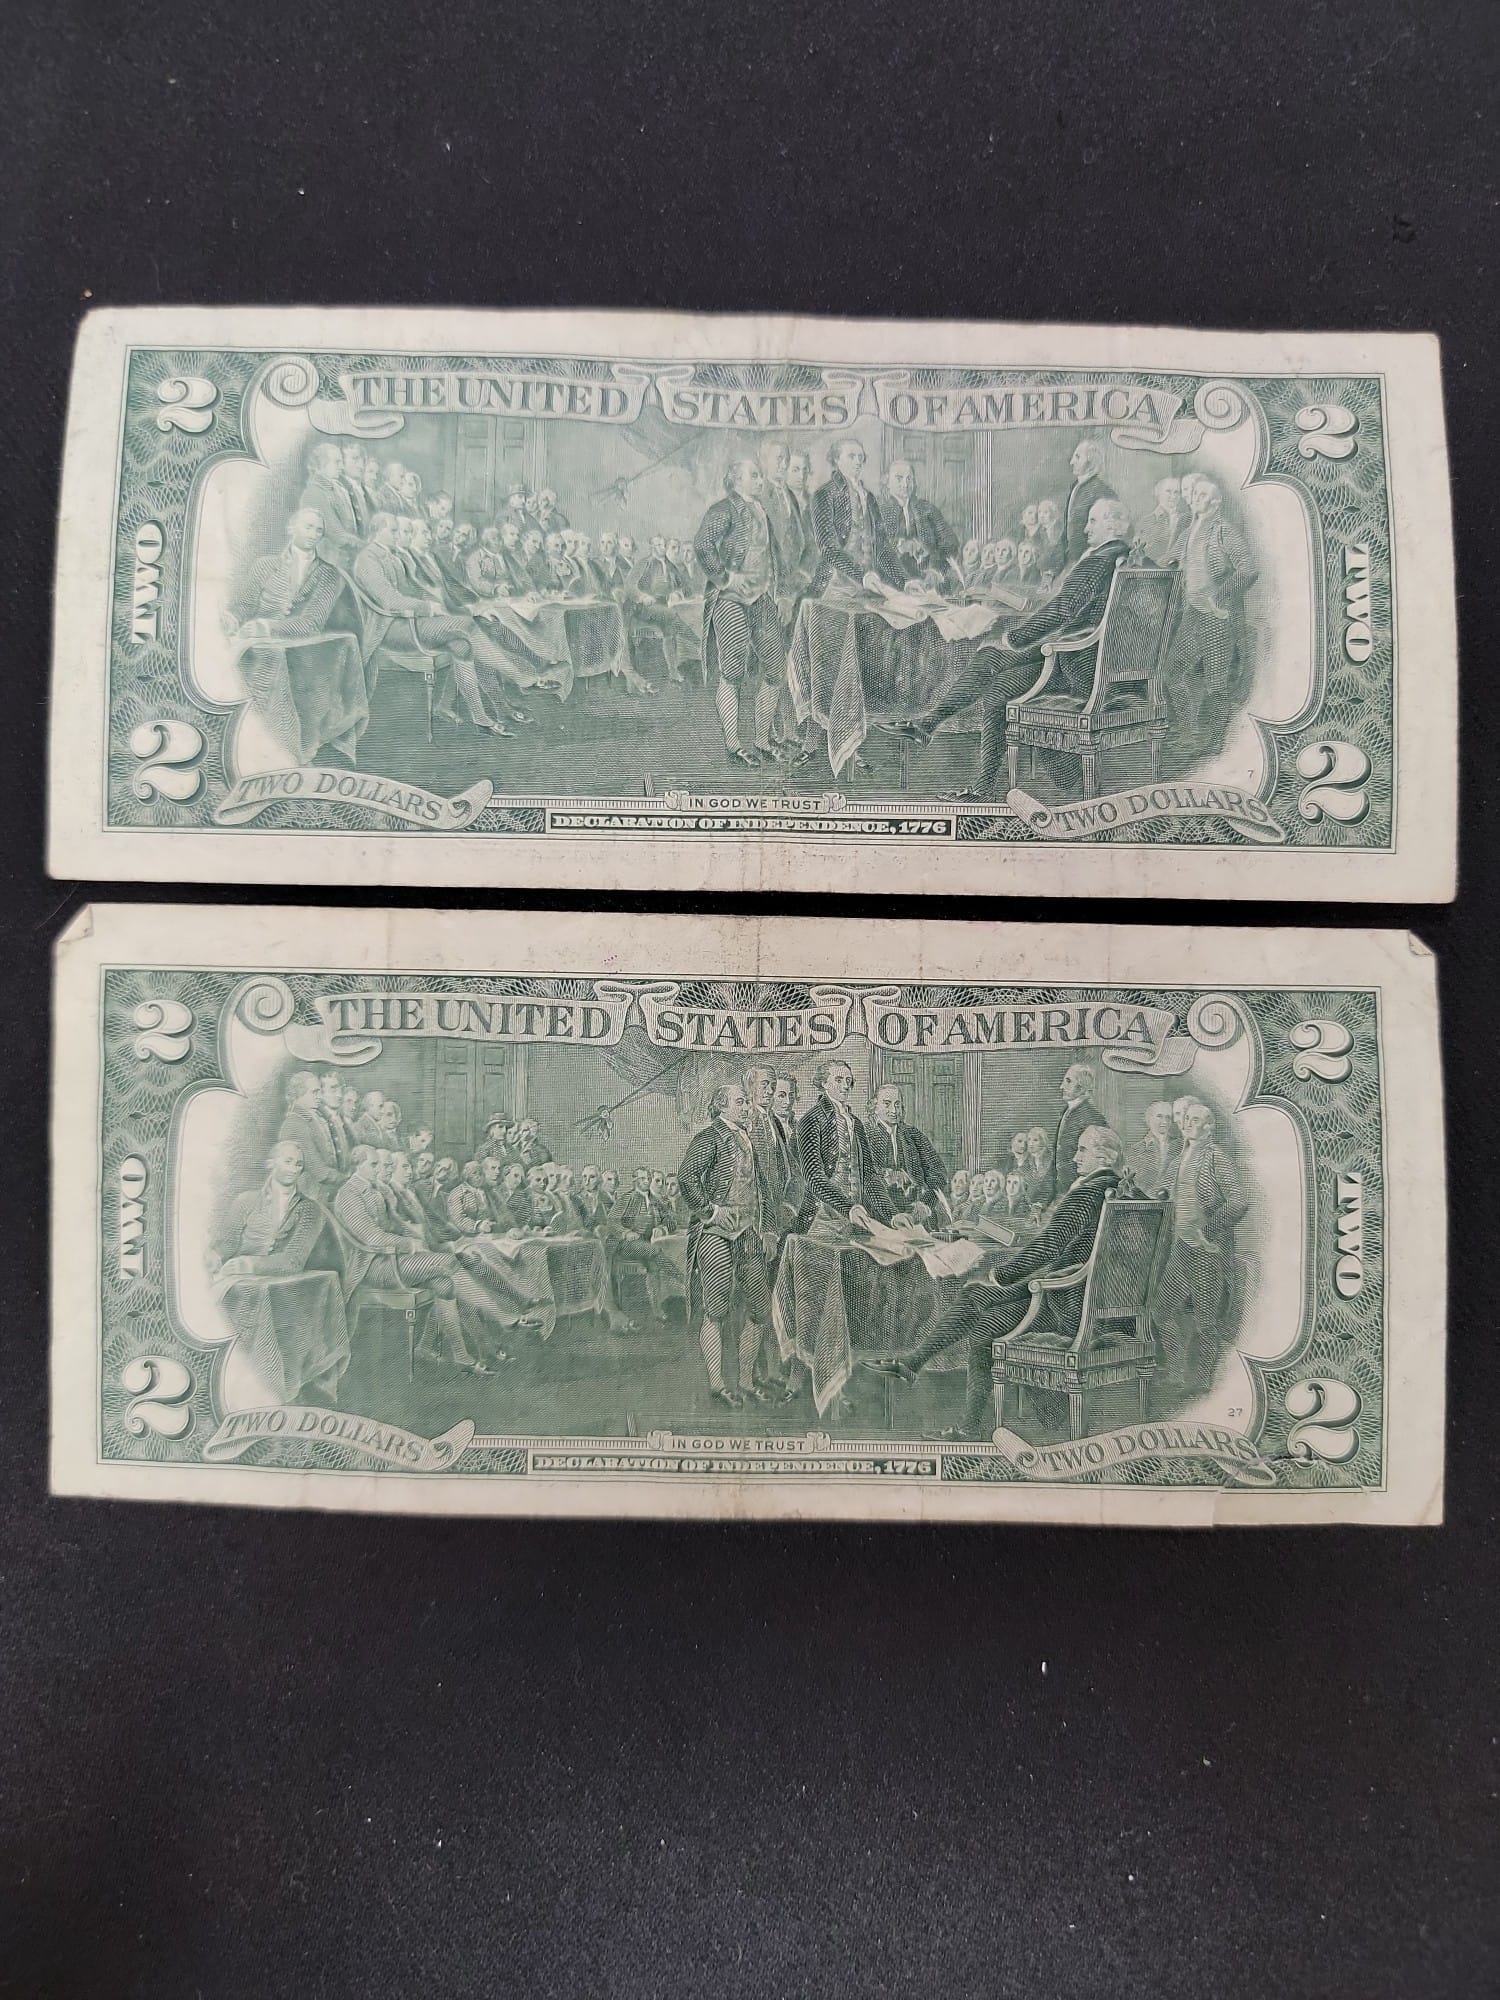 2 THE UNITED STATES OF AMERICA 2
TWO TWO
7
2 TWO DOLLARS IN GOD WE TRUST TWO DOLLARS 2
DECLARATION OF INDEPENDENCE, 1776
2 THE UNITED STATES OF AMERICA 2
TWO TWO
27
2 TWO DOLLARS IN GOD WE TRUST TWO DOLLARS 2
DECLARATION OF INDEPENDENCE, 1776